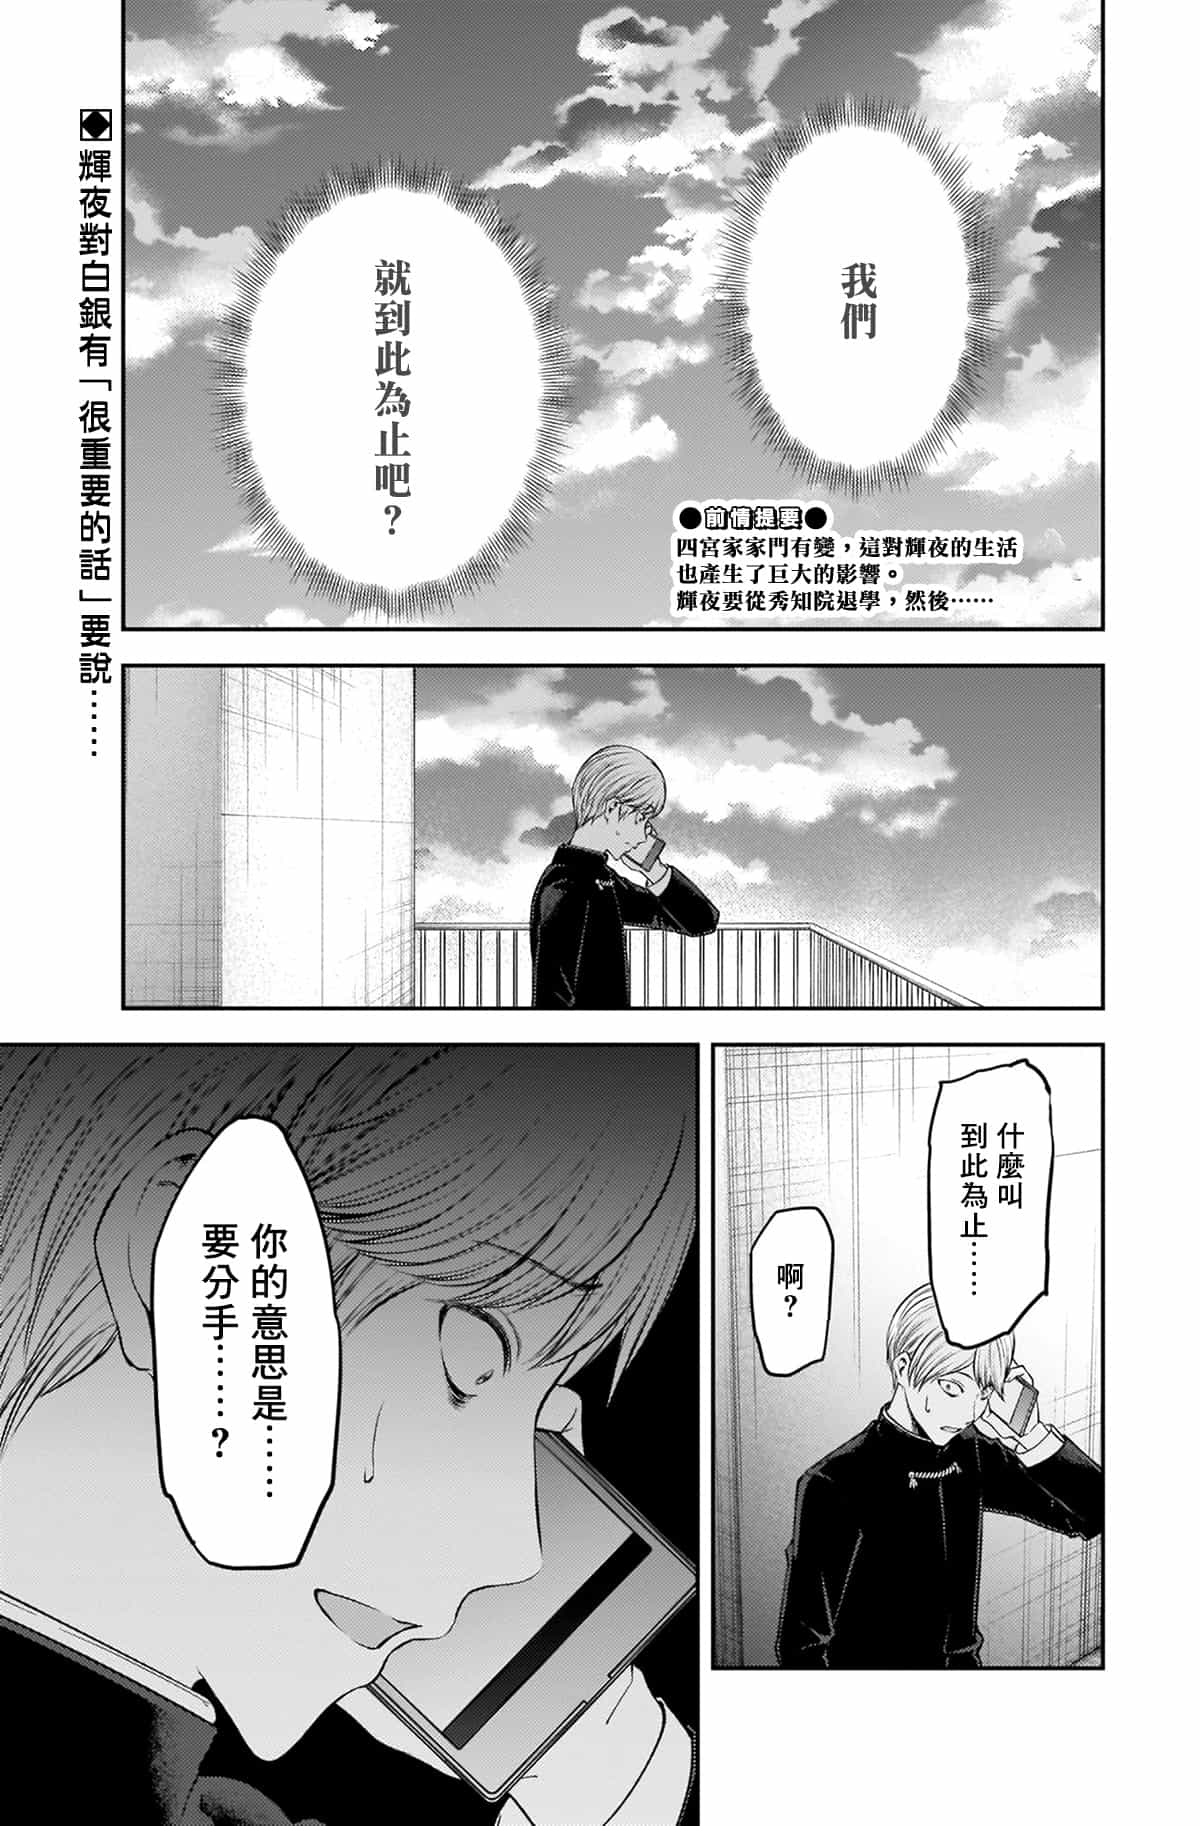 ◆輝夜對白銀有「很重要的話」要說……
我們
就到此為止吧？
●前情提要●
四宮家家門有變，這對輝夜的生活
也產生了巨大的影響。
輝夜要從秀知院退學，然後……
什麼叫
到此為止……
啊？
你的意思是……
要分手……？